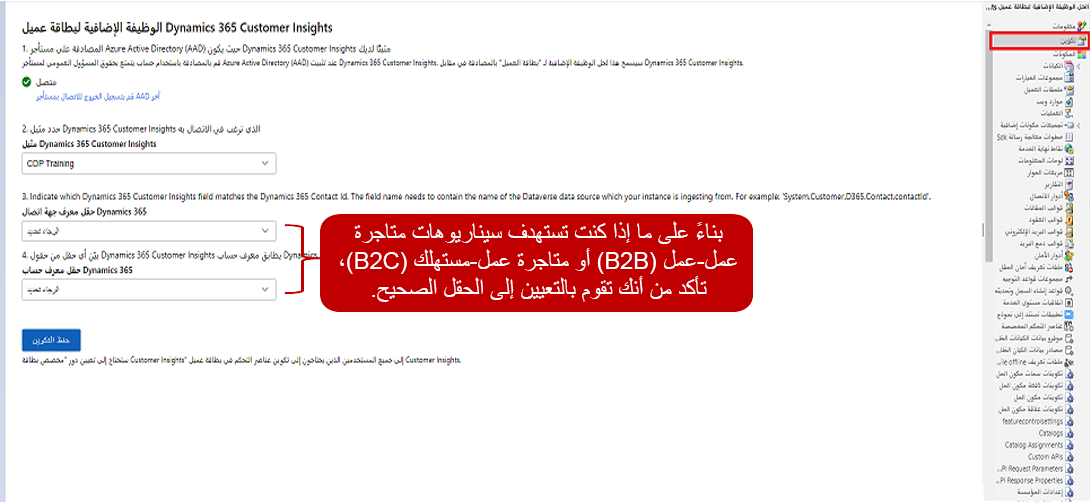 الوظيفة الإضافية لبطاقة عميل Dynamics 365 Customer Insights
1. المصادقة على مستأجر Azure Active Directory (AAD) حيث يكون Dynamics 365 Customer Insights مثبتًا لديك
سيسمح هذا لحل الوظيفة الإضافية لـ "بطاقة العميل" بالمصادقة في مقابل Dynamics 365 Customer Insights. قم بالمصادقة باستخدام حساب يتمتع بحقوق المسؤول العمومي لمستأجر Azure Active Directory (AAD) عند تثبيت Dynamics 365 Customer Insights.
متصل
قم بتسجيل الخروج للاتصال بمستأجر AAD آخر
2. حدد مثيل Dynamics 365 Customer Insights الذي ترغب في الاتصال به
مثيل Dynamics 365 Customer Insights
CDP Training
3. Indicate which Dynamics 365 Customer Insights field matches the Dynamics 365 Contact Id. The field name needs to contain the name of the Dataverse data source which your instance is ingesting from. For example: 'System.Customer.D365.Contact.contactId'.
حقل معرف جهة اتصال Dynamics 365
الرجاء تحديد
4. بيّن أي حقل من حقول Dynamics 365 Customer Insights يطابق معرف حساب Dynamics
حقل معرف حساب Dynamics 365
الرجاء تحديد
بناءً على ما إذا كنت تستهدف سيناريوهات متاجرة
عمل-عمل (B2B) أو متاجرة عمل-مستهلك (B2C)،
تأكد من أنك تقوم بالتعيين إلى الحقل الصحيح.
حفظ التكوين
ستحتاج إلى تعيين دور "مخصص بطاقة Customer Insights" إلى جميع المستخدمين الذين يحتاجون إلى تكوين عناصر التحكم في بطاقة عميل Customer Insights.
الحل الوظيفة الإضافية لبطاقة عميل
معلومات
تكوين
المكونات
الكيانات
مجموعات الخيارات
ملحقات العميل
موارد ويب
العمليات
تجميعات مكونات إضافية
خطوات معالجة رسالة Sdk
نقاط نهاية الخدمة
لوحات المعلومات
مربعات الحوار
التقارير
أدوار الاتصال
قوالب المقالات
قوالب العقود
قوالب البريد الإلكتروني
قوالب دمج البريد
أدوار الأمان
ملفات تعريف أمان الحقل
مجموعات قواعد التوجيه
قواعد إنشاء السجل وتحديثه
اتفاقيات مستوى الخدمة
تطبيقات تستند إلى نموذج
عناصر التحكم المخصصة
موفرو بيانات الكيانات
مصادر بيانات الكيان
ملفات تعريف
تكوينات سمات مكون الحل
تكوينات لائحة مكون الحل
تكوينات مكون الحل
تكوينات علاقة مكون الحل
featurecontrolsettings
Catalogs
Catalog Assignments
Custom APIs
...PI Request Parameters
...PI Response Properties
إعدادات المؤسسة